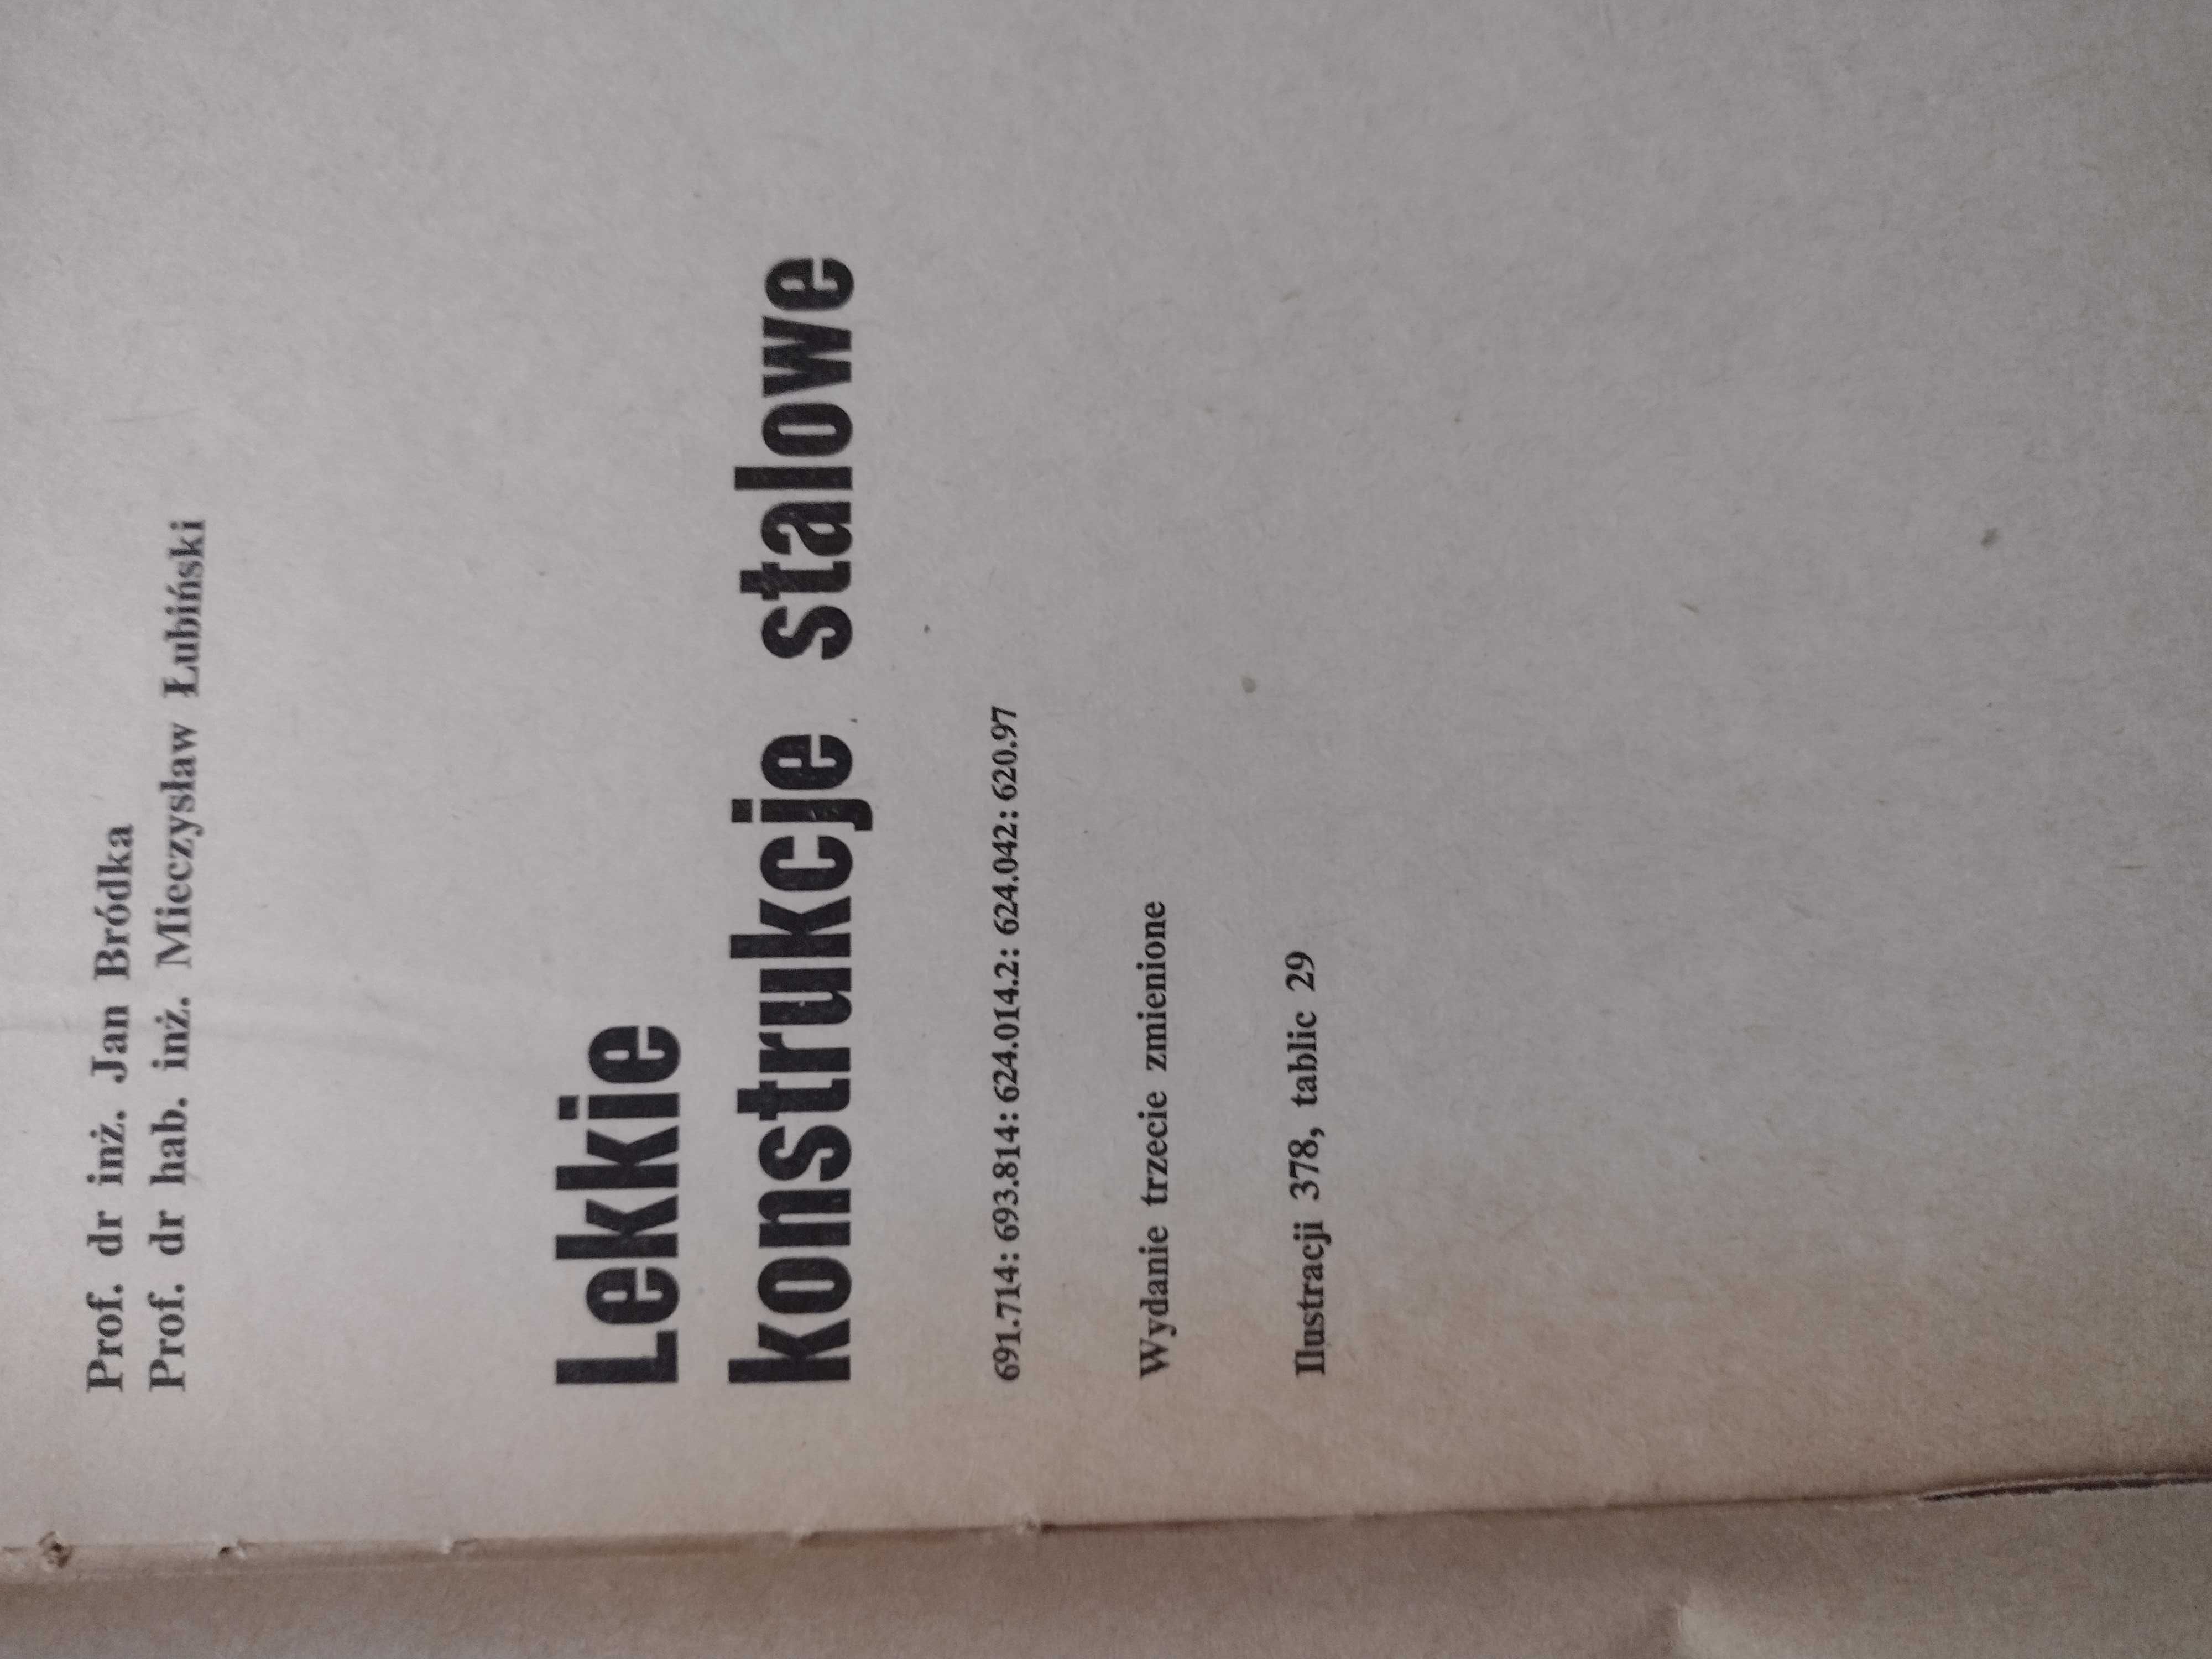 Prof. dr inż. Jan Bródka
Prof. dr hab. inż. Mieczysław Łubiński
Lekkie
konstrukcje stalowe
691.714: 693.814: 624.014.2: 624.042: 620.97
Wydanie trzecie zmienione
Ilustracji 378, tablic 29